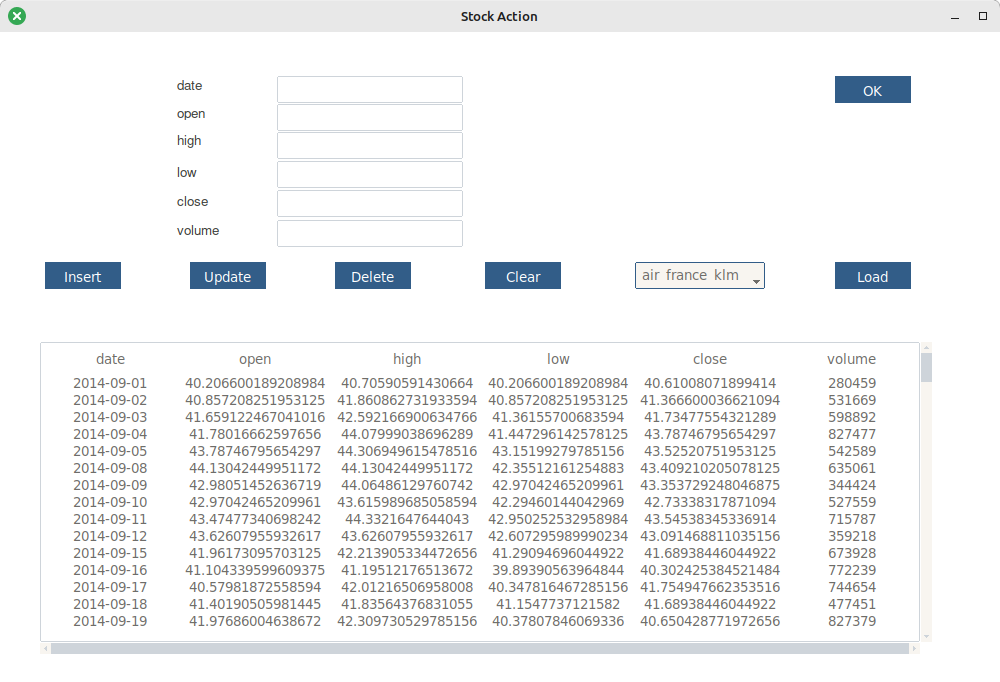 Stock Action
date
OK
open
high
low
close
volume
Insert Update Delete Clear air france klm Load
date open high low close volume
2014-09-01 40.206600189208984 40.70590591430664 40.206600189208984 40.61008071899414 280459
2014-09-02 40.857208251953125 41.860862731933594 40.857208251953125 41.366600036621094 531669
2014-09-03 41.659122467041016 42.592166900634766 41.36155700683594 41.73477554321289 598892
2014-09-04 41.78016662597656 44.07999038696289 41.447296142578125 43.78746795654297 827477
2014-09-05 43.78746795654297 44.306949615478516 43.15199279785156 43.52520751953125 542589
2014-09-08 44.13042449951172 44.13042449951172 42.35512161254883 43.409210205078125 635061
2014-09-09 42.98051452636719 44.06486129760742 42.97042465209961 43.353729248046875 344424
2014-09-10 42.97042465209961 43.615989685058594 42.29460144042969 42.73338317871094 527559
2014-09-11 43.47477340698242 44.3321647644043 42.950252532958984 43.54538345336914 715787
2014-09-12 43.62607955932617 43.62607955932617 42.607295989990234 43.091468811035156 359218
2014-09-15 41.96173095703125 42.213905334472656 41.29094696044922 41.68938446044922 673928
2014-09-16 41.104339599609375 41.19512176513672 39.89390563964844 40.302425384521484 772239
2014-09-17 40.57981872558594 42.01216506958008 40.347816467285156 41.754947662353516 744654
2014-09-18 41.40190505981445 41.83564376831055 41.1547737121582 41.68938446044922 477451
2014-09-19 41.97686004638672 42.309730529785156 40.37807846069336 40.650428771972656 827379